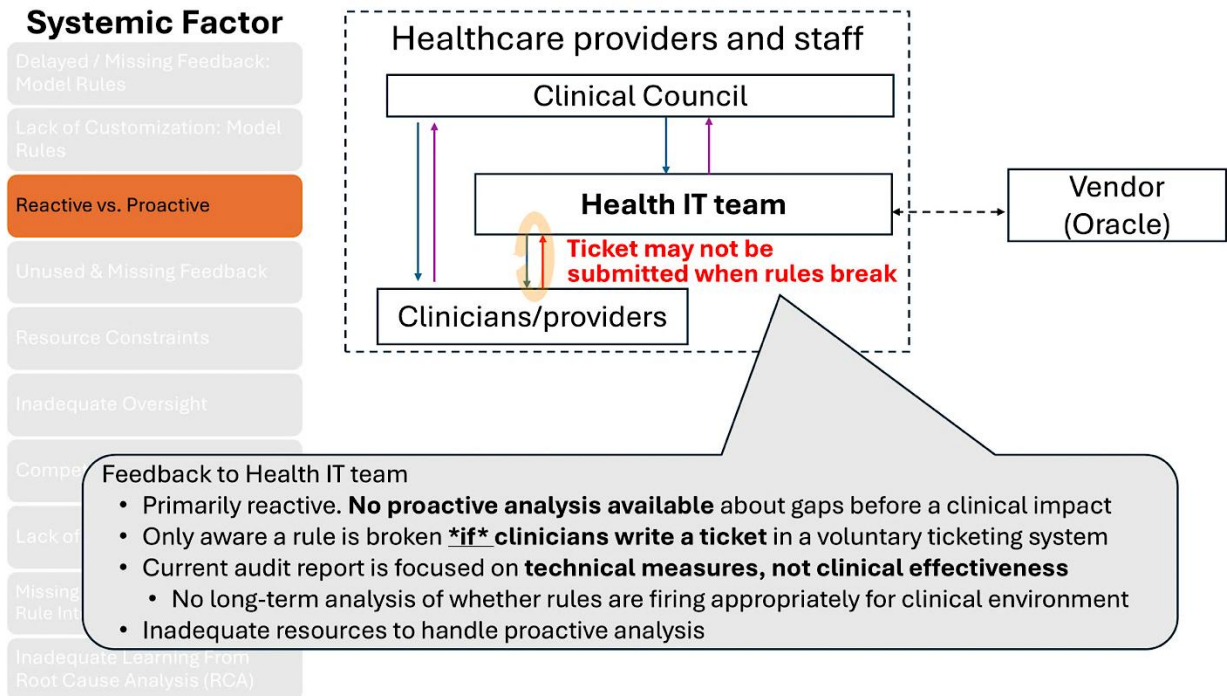 Systemic Factor
Delayed / Missing Feedback:
Model Rules
Lack of Customization: Model
Rules
Reactive vs. Proactive
Unused & Missing Feedback
Resource Constraints
Inadequate Oversight
Lack of
Missing
Inadequate Learning From
Root Cause Analysis (RCA)
Healthcare providers and staff
Clinical Council
Health IT team
Ticket may not be
submitted when rules break
Clinicians/providers
Vendor
(Oracle)
Feedback to Health IT team
• Primarily reactive. No proactive analysis available about gaps before a clinical impact
• Only aware a rule is broken *if* clinicians write a ticket in a voluntary ticketing system
• Current audit report is focused on technical measures, not clinical effectiveness
• No long-term analysis of whether rules are firing appropriately for clinical environment
• Inadequate resources to handle proactive analysis